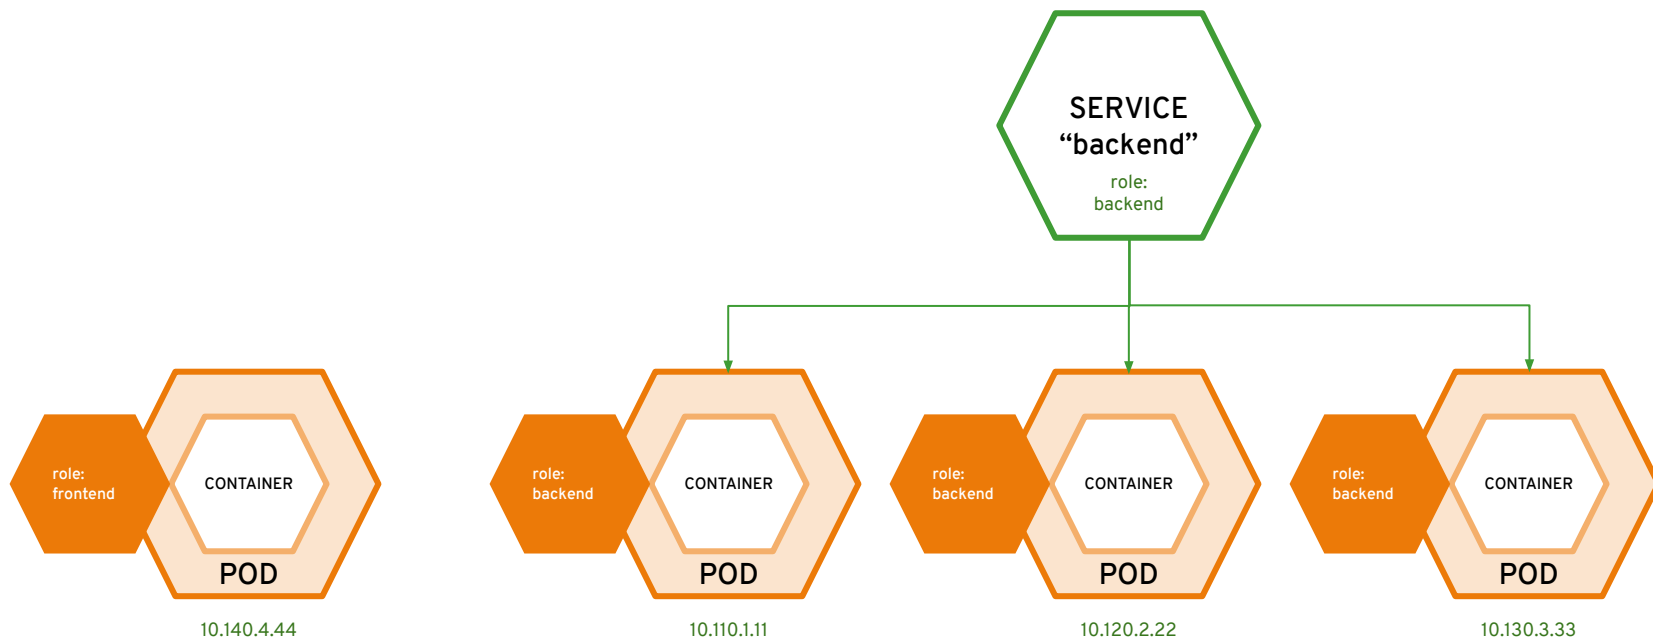 SERVICE
“backend”
role:
backend
role:
frontend
CONTAINER
POD
10.140.4.44
role:
backend
CONTAINER
POD
10.110.1.11
role:
backend
CONTAINER
POD
10.120.2.22
role:
backend
CONTAINER
POD
10.130.3.33